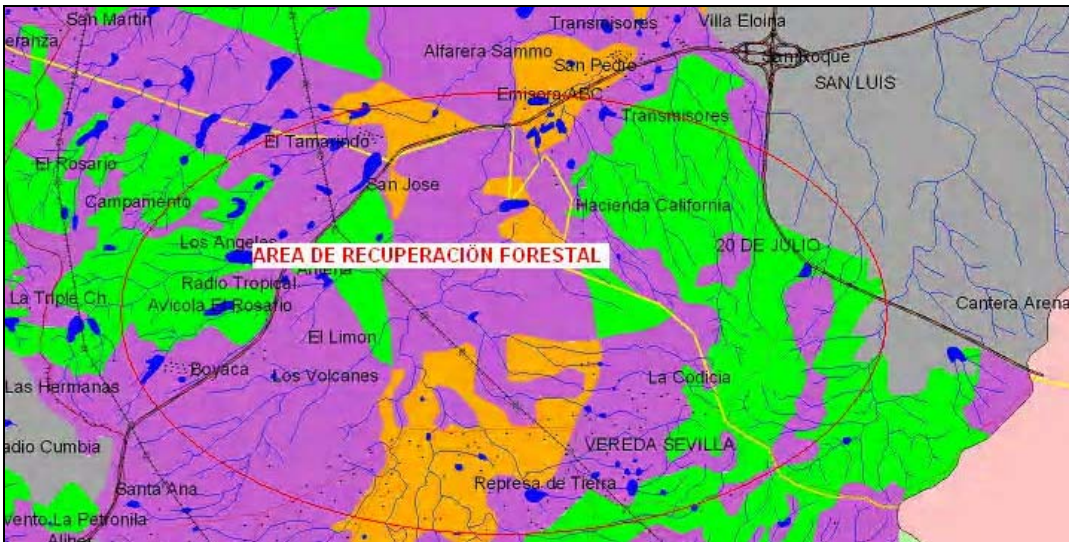 San Martin
Transmisores
Villa Eloina
eranza
Alfarera Sammo
San Pedro
San Roque
SAN LUIS
Emisora ABC
Transmisores
El Tamarindo
El Rosario
San Jose
Campamento
Hacienda California
Los Angeles
20 DE JULIO
AREA DE RECUPERACIÖN FORESTAL
Antena
Radio Tropical
La Triple Ch
Avicola El Rosario
Cantera Arena
El Limon
Boyaca
Los Volcanes
La Codicia
Las Hermanas
VEREDA SEVILLA
adio Cumbia
Santa Ana
Represa de Tierra
Vento La Petronila